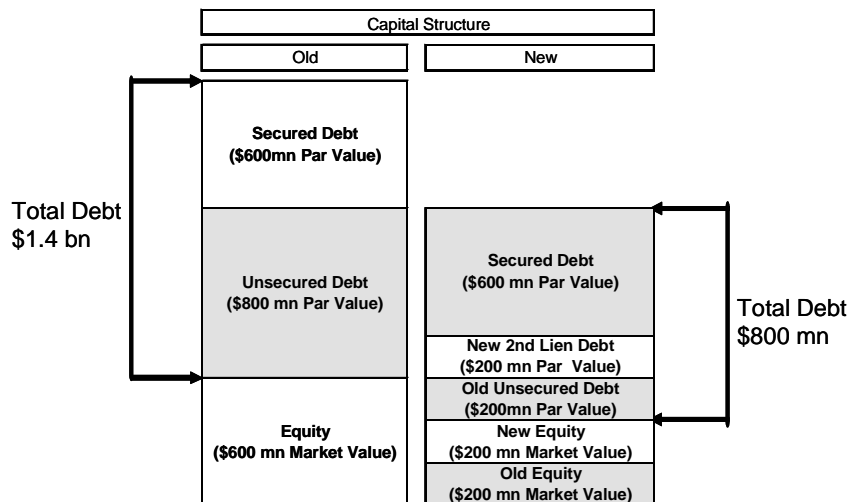 Capital Structure
Old
New
Secured Debt
($600mn Par Value)
Total Debt
$1.4 bn
Unsecured Debt
($800 mn Par Value)
Equity
($600 mn Market Value)
Secured Debt
($600 mn Par Value)
New 2nd Lien Debt
($200 mn Par Value)
Old Unsecured Debt
($200mn Par Value)
New Equity
($200 mn Market Value)
Old Equity
($200 mn Market Value)
Total Debt
$800 mn